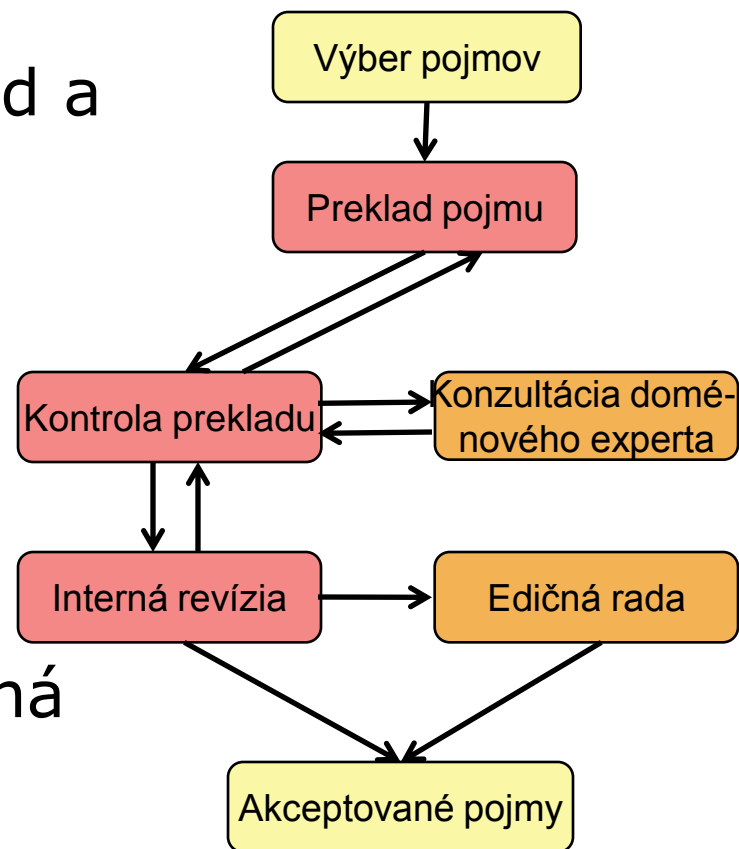 Výber pojmov
d a
Preklad pojmu
Kontrola prekladu
Konzultácia domé-
nového experta
Interná revízia
Edičná rada
ná
Akceptované pojmy